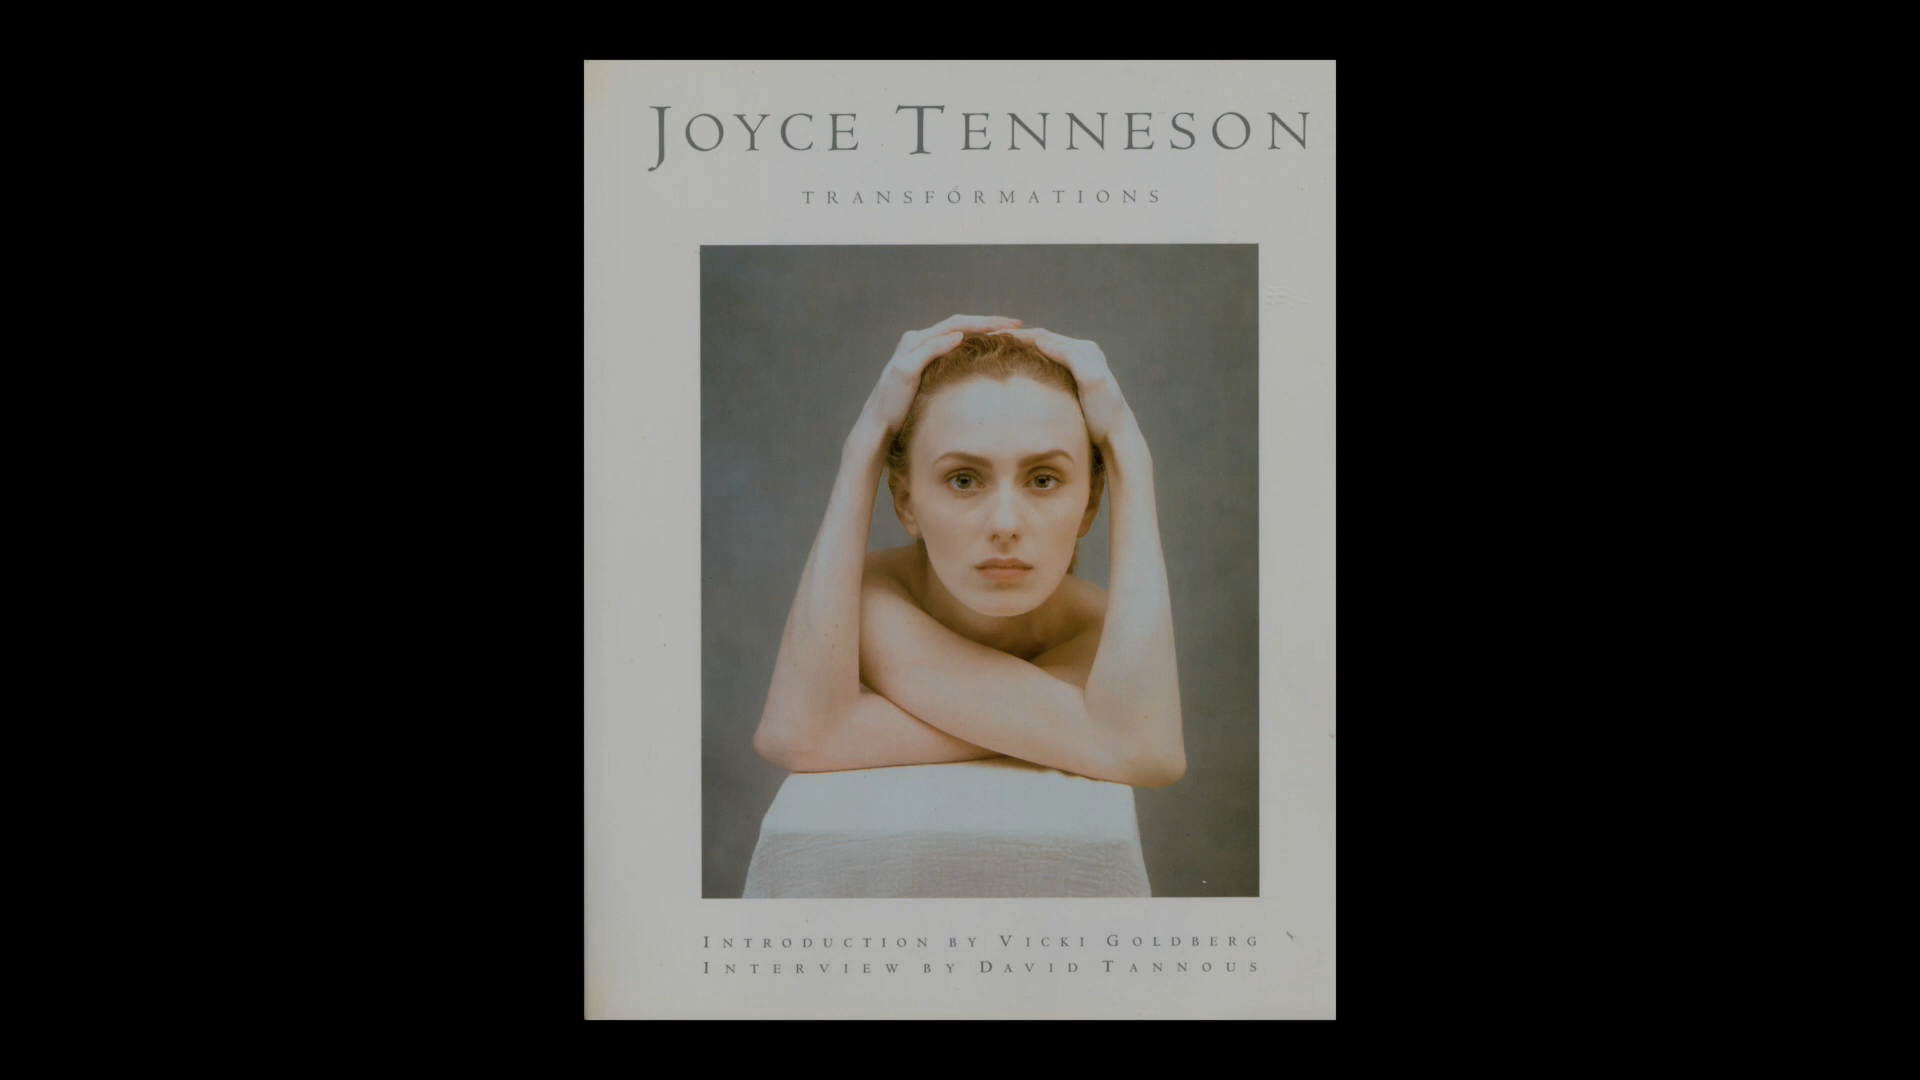 JOYCE TENNESON
TRANSFORMATIONS
INTRODUCTION BY VICKI GOLDBERG
INTERVIEW BY DAVID TANNOUS